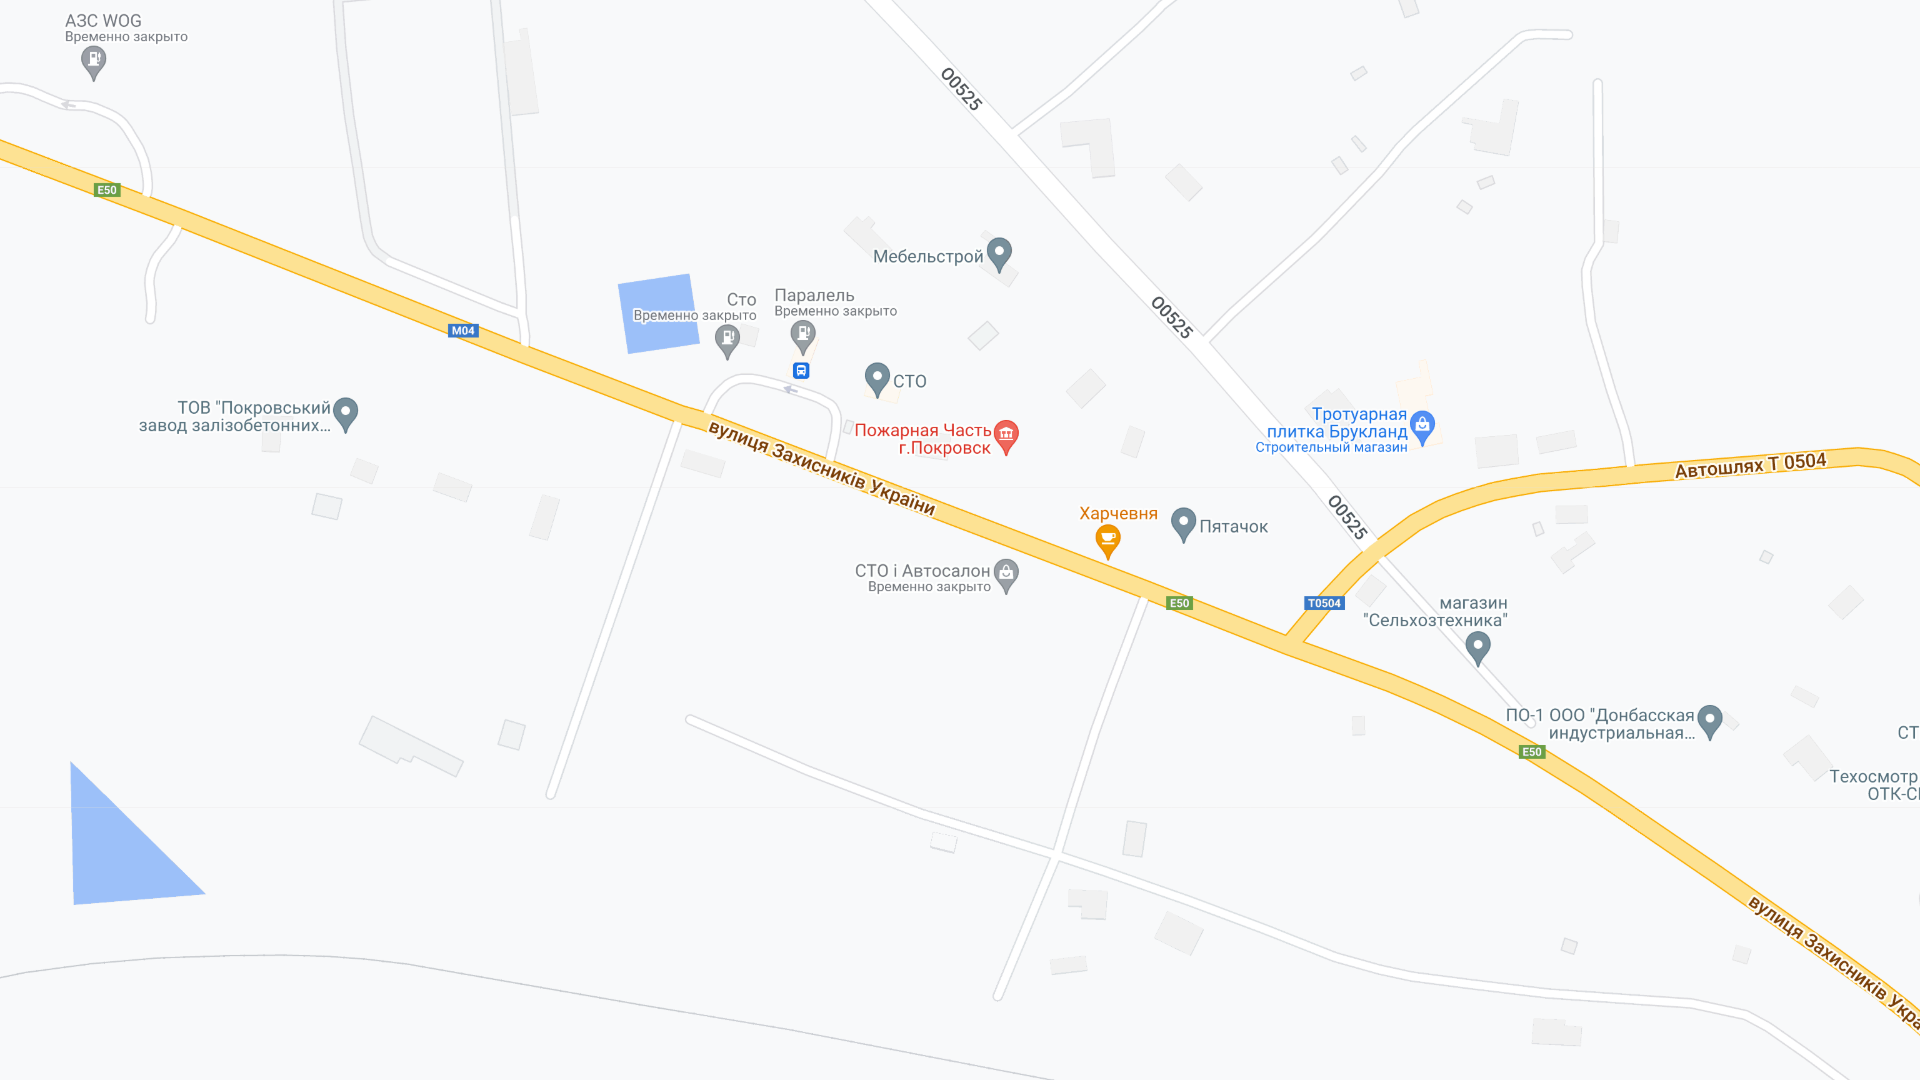 АЗС WOG
Временно закрыто
O0525
E50
Мебельстрой
Сто
Временно закрыто
Паралель
Временно закрыто
O0525
M04
СТО
ТОВ "Покровський
завод залізобетонних...
Пожарная Часть
г.Покровск
Тротуарная
плитка Брукланд
Строительный магазин
вулиця Захисників України
Автошлях Т 0504
O0525
Харчевня
Пятачок
СТО і Автосалон
Временно закрыто
E50
T0504
магазин
"Сельхозтехника"
ПО-1 ООО "Донбасская
индустриальная...
СТ
E50
Техосмотр
ОТК-С
вулиця Захисників Укра